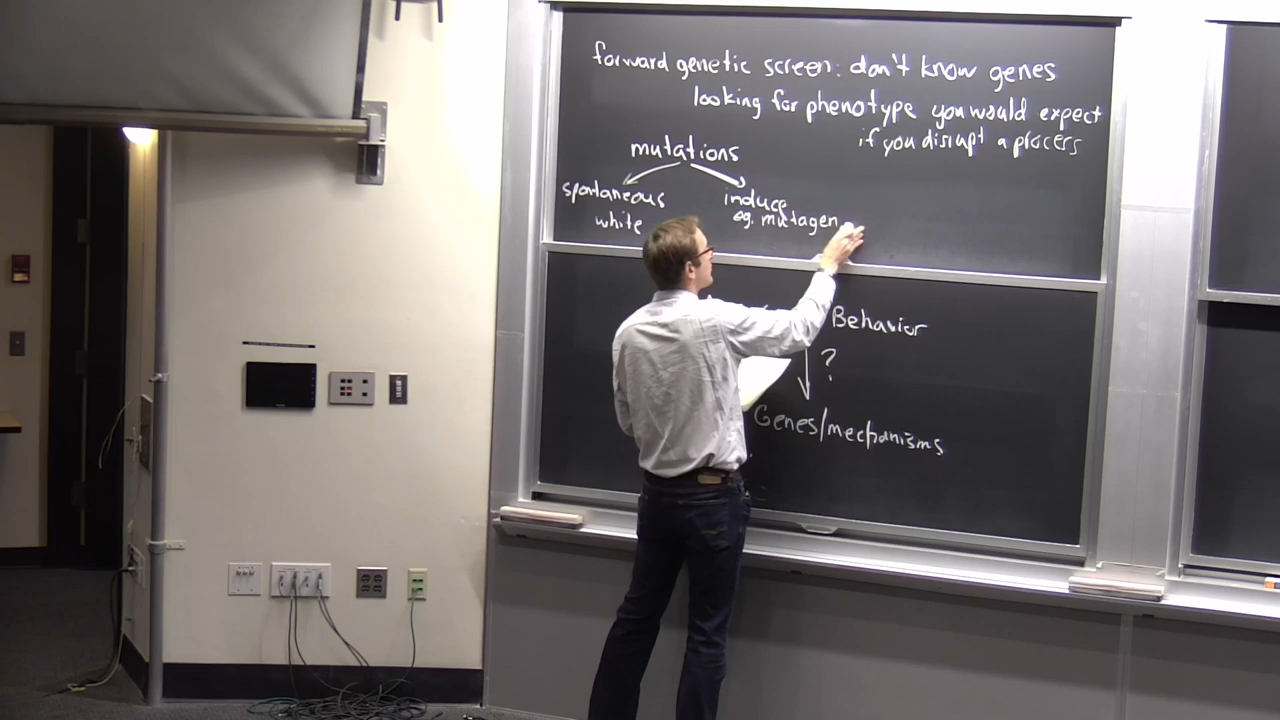 forward genetic screen: don't know genes
looking for phenotype you would expect
if you disrupt a process
mutations
spontaneous
induce
white
eg. mutagen
Behavior
?
Genes/mechanisms